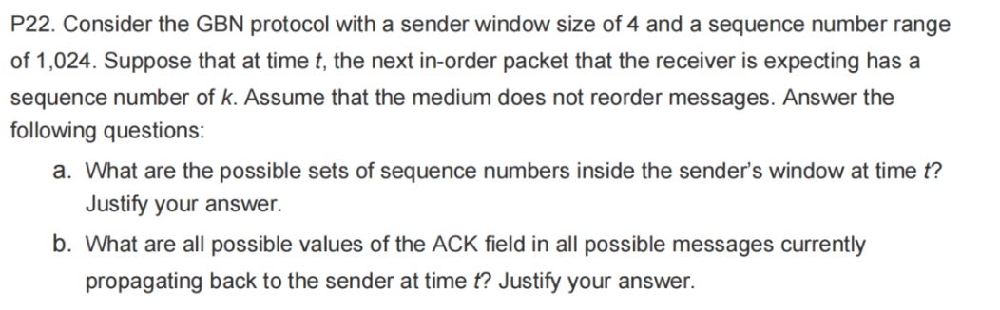 P22. Consider the GBN protocol with a sender window size of 4 and a sequence number range
of 1,024. Suppose that at time t, the next in-order packet that the receiver is expecting has a
sequence number of k. Assume that the medium does not reorder messages. Answer the
following questions:
a. What are the possible sets of sequence numbers inside the sender's window at time t?
Justify your answer.
b. What are all possible values of the ACK field in all possible messages currently
propagating back to the sender at time t? Justify your answer.